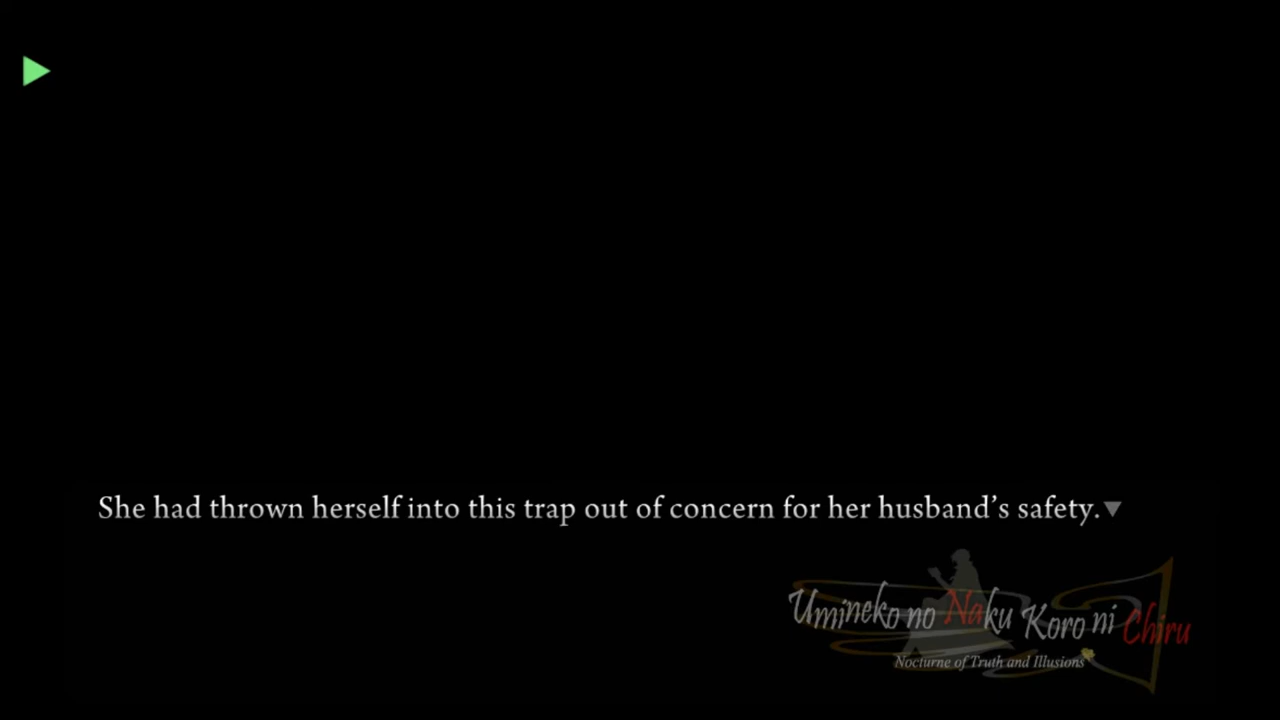 She had thrown herself into this trap out of concern for her husband’s safety.
Umineko no Naku Koro ni Chiru
Nocturne of Truth and Illusions